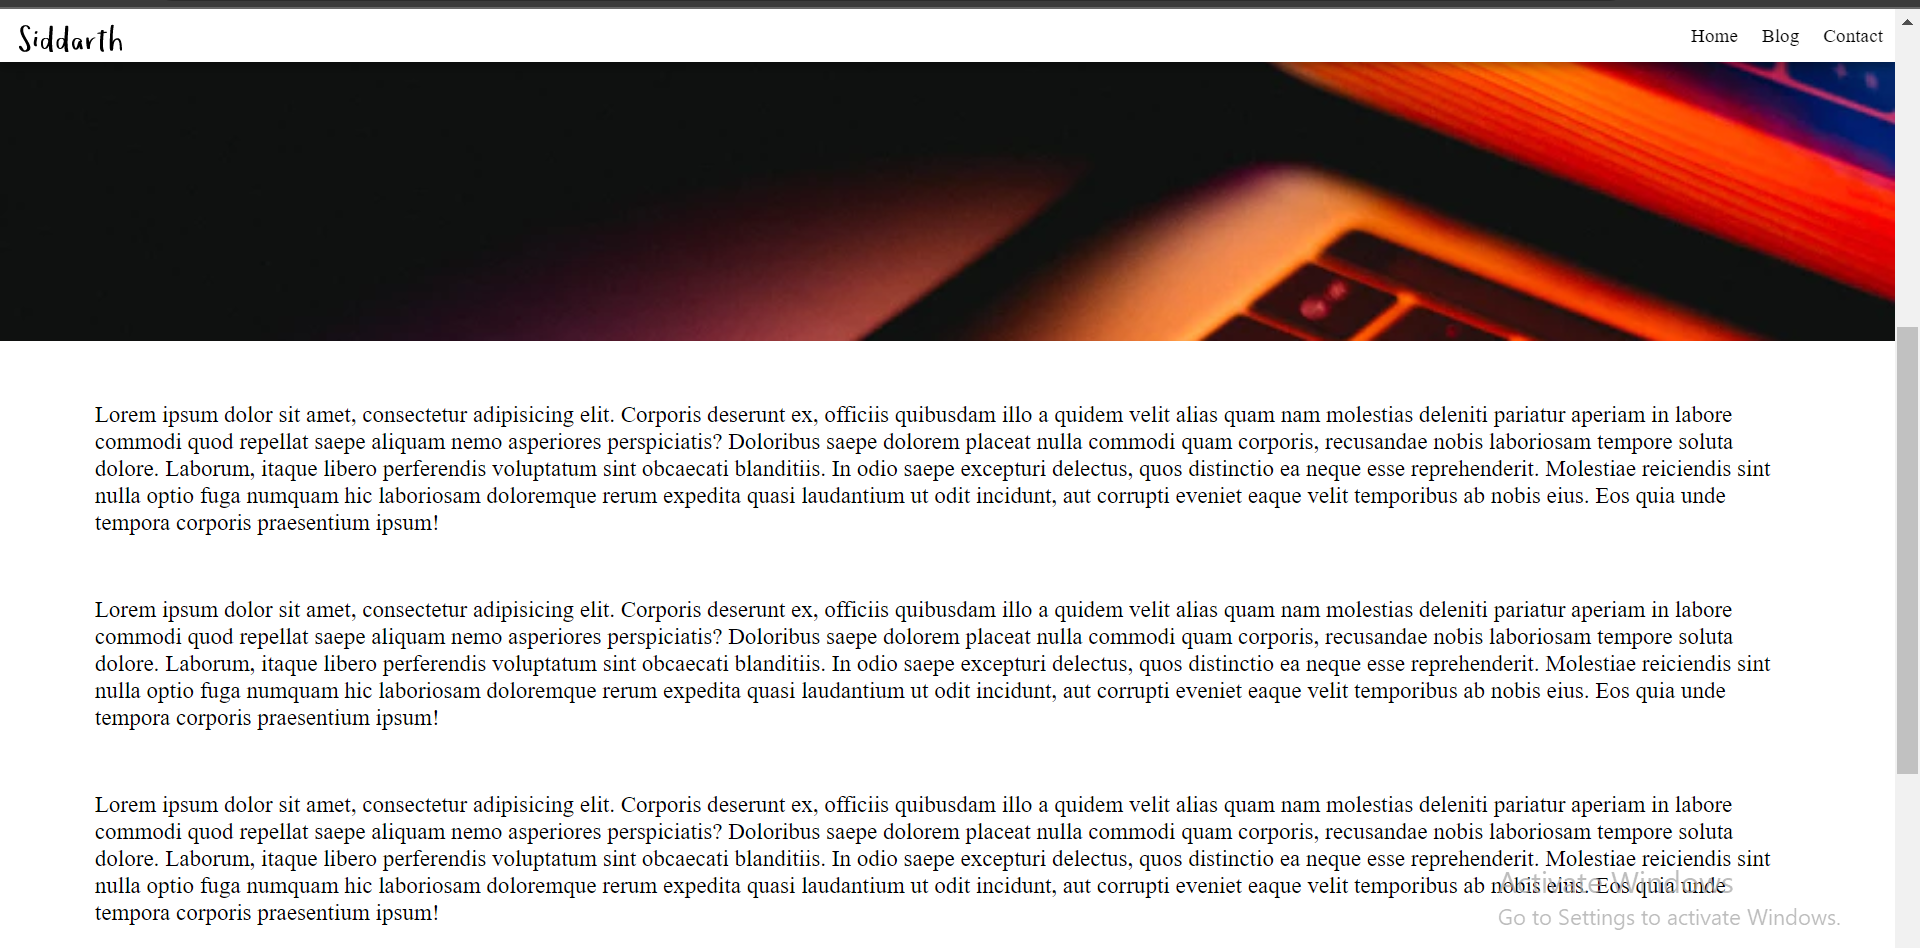 Siddarth
Home Blog Contact
Lorem ipsum dolor sit amet, consectetur adipisicing elit. Corporis deserunt ex, officiis quibusdam illo a quidem velit alias quam nam molestias deleniti pariatur aperiam in labore
commodi quod repellat saepe aliquam nemo asperiores perspiciatis? Doloribus saepe dolorem placeat nulla commodi quam corporis, recusandae nobis laboriosam tempore soluta
dolore. Laborum, itaque libero perferendis voluptatum sint obcaecati blanditiis. In odio saepe excepturi delectus, quos distinctio ea neque esse reprehenderit. Molestiae reiciendis sint
nulla optio fuga numquam hic laboriosam doloremque rerum expedita quasi laudantium ut odit incidunt, aut corrupti eveniet eaque velit temporibus ab nobis eius. Eos quia unde
tempora corporis praesentium ipsum!
Lorem ipsum dolor sit amet, consectetur adipisicing elit. Corporis deserunt ex, officiis quibusdam illo a quidem velit alias quam nam molestias deleniti pariatur aperiam in labore
commodi quod repellat saepe aliquam nemo asperiores perspiciatis? Doloribus saepe dolorem placeat nulla commodi quam corporis, recusandae nobis laboriosam tempore soluta
dolore. Laborum, itaque libero perferendis voluptatum sint obcaecati blanditiis. In odio saepe excepturi delectus, quos distinctio ea neque esse reprehenderit. Molestiae reiciendis sint
nulla optio fuga numquam hic laboriosam doloremque rerum expedita quasi laudantium ut odit incidunt, aut corrupti eveniet eaque velit temporibus ab nobis eius. Eos quia unde
tempora corporis praesentium ipsum!
Lorem ipsum dolor sit amet, consectetur adipisicing elit. Corporis deserunt ex, officiis quibusdam illo a quidem velit alias quam nam molestias deleniti pariatur aperiam in labore
commodi quod repellat saepe aliquam nemo asperiores perspiciatis? Doloribus saepe dolorem placeat nulla commodi quam corporis, recusandae nobis laboriosam tempore soluta
dolore. Laborum, itaque libero perferendis voluptatum sint obcaecati blanditiis. In odio saepe excepturi delectus, quos distinctio ea neque esse reprehenderit. Molestiae reiciendis sint
nulla optio fuga numquam hic laboriosam doloremque rerum expedita quasi laudantium ut odit incidunt, aut corrupti eveniet eaque velit temporibus ab nobis eius. Eos quia unde
tempora corporis praesentium ipsum!
Activate Windows
Go to Settings to activate Windows.